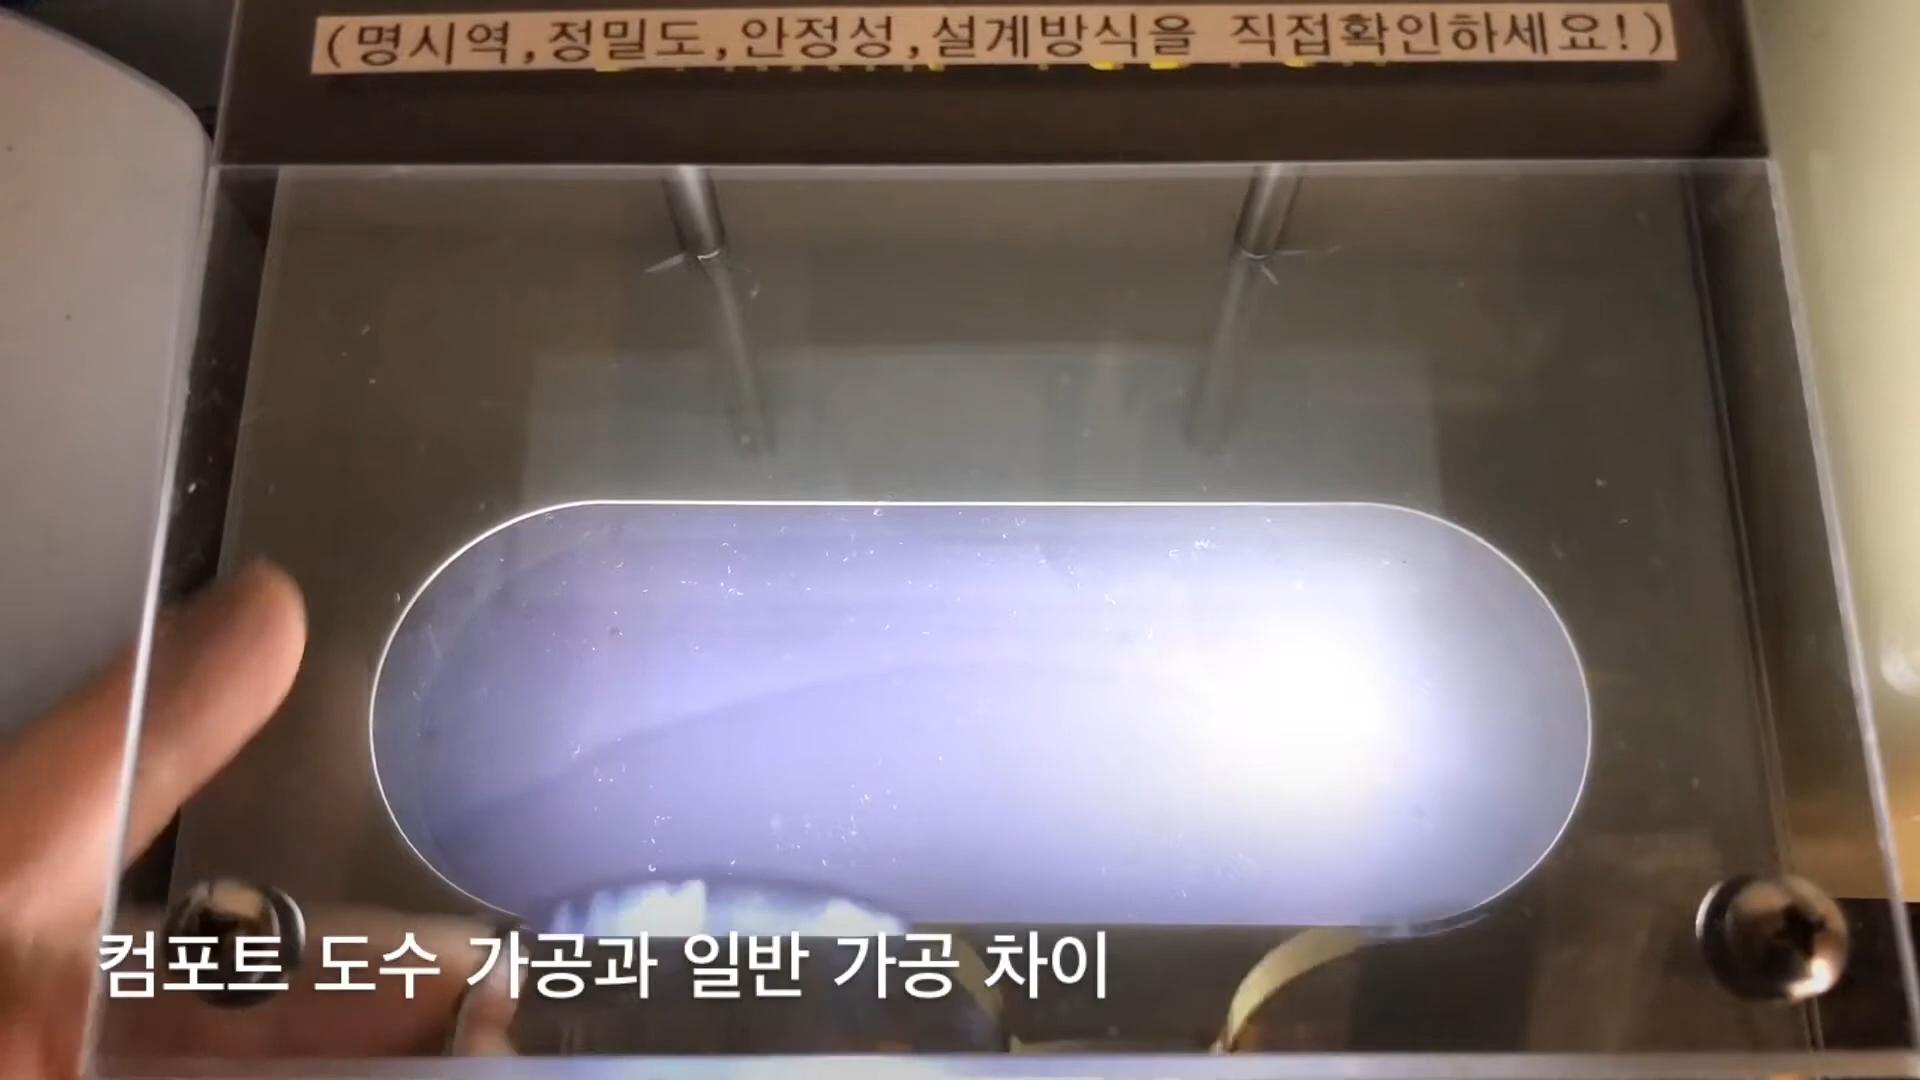 (명시역,정밀도,안정성,설계방식을 직접확인하세요!)
컴포트 도수 가공과 일반 가공 차이